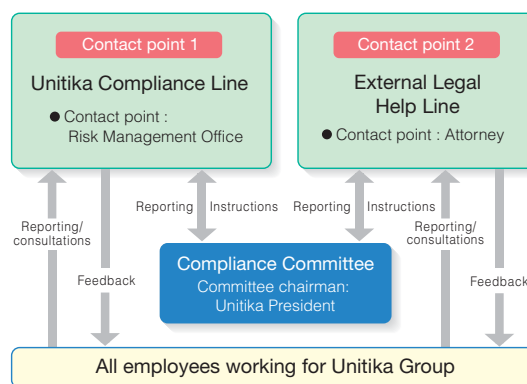 Contact point 1
Unitika Compliance Line
● Contact point :
Risk Management Office
Contact point 2
External Legal
Help Line
● Contact point : Attorney
Reporting/
consultations
Feedback
Reporting
Instructions
Reporting
Instructions
Reporting/
consultations
Feedback
Compliance Committee
Committee chairman:
Unitika President
All employees working for Unitika Group